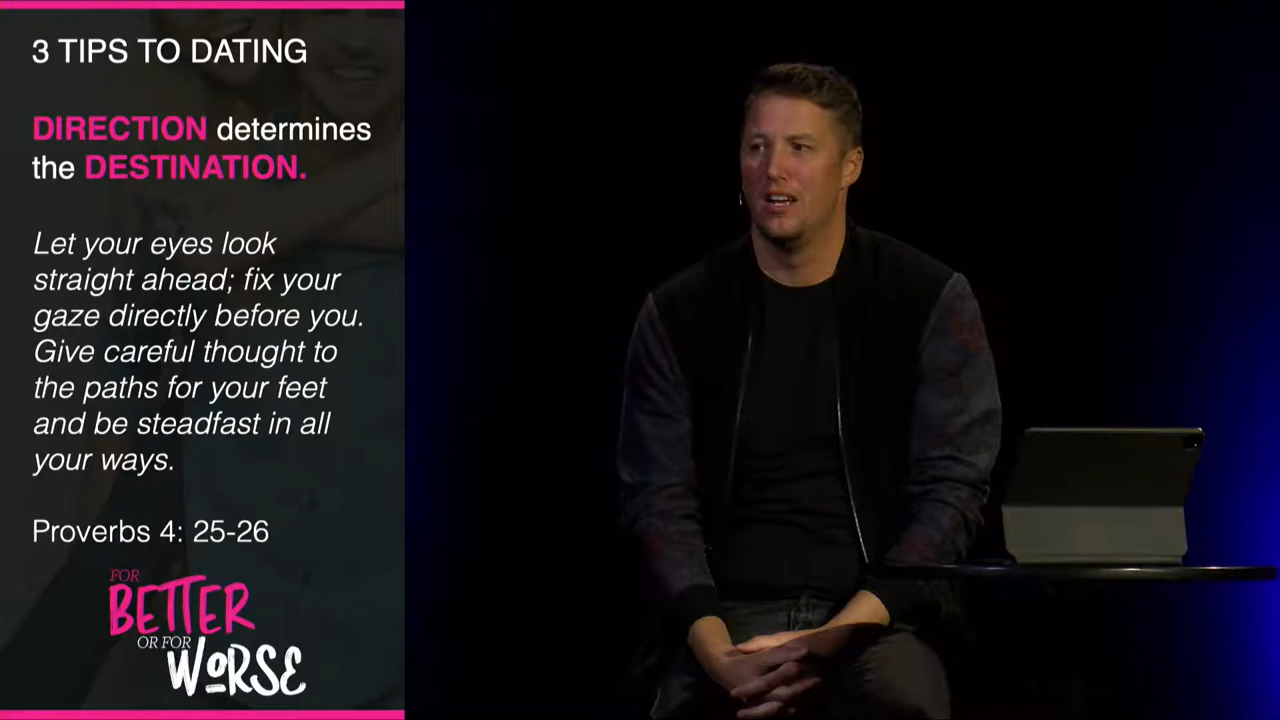 3 TIPS TO DATING
DIRECTION determines
the DESTINATION.
Let your eyes look
straight ahead; fix your
gaze directly before you.
Give careful thought to
the paths for your feet
and be steadfast in all
your ways.
Proverbs 4: 25-26
FOR
BETTER
OR FOR
WORSE